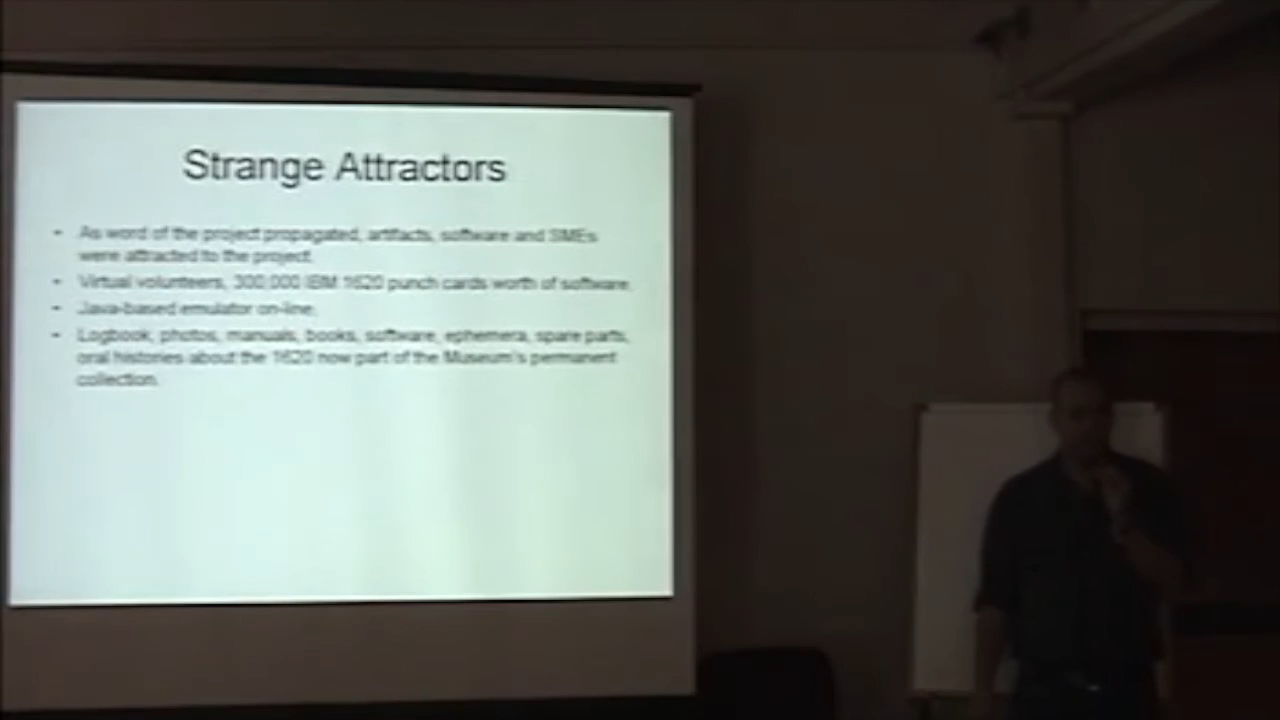 Strange Attractors
- As word of the project propagated, artifacts, software and SMEs
were attracted to the project.
- Virtual volunteers, 300,000 IBM 1620 punch cards worth of software.
- Java-based emulator on-line.
- Logbook, photos, manuals, books, software, ephemera, spare parts,
oral histories about the 1620 now part of the Museum's permanent
collection.